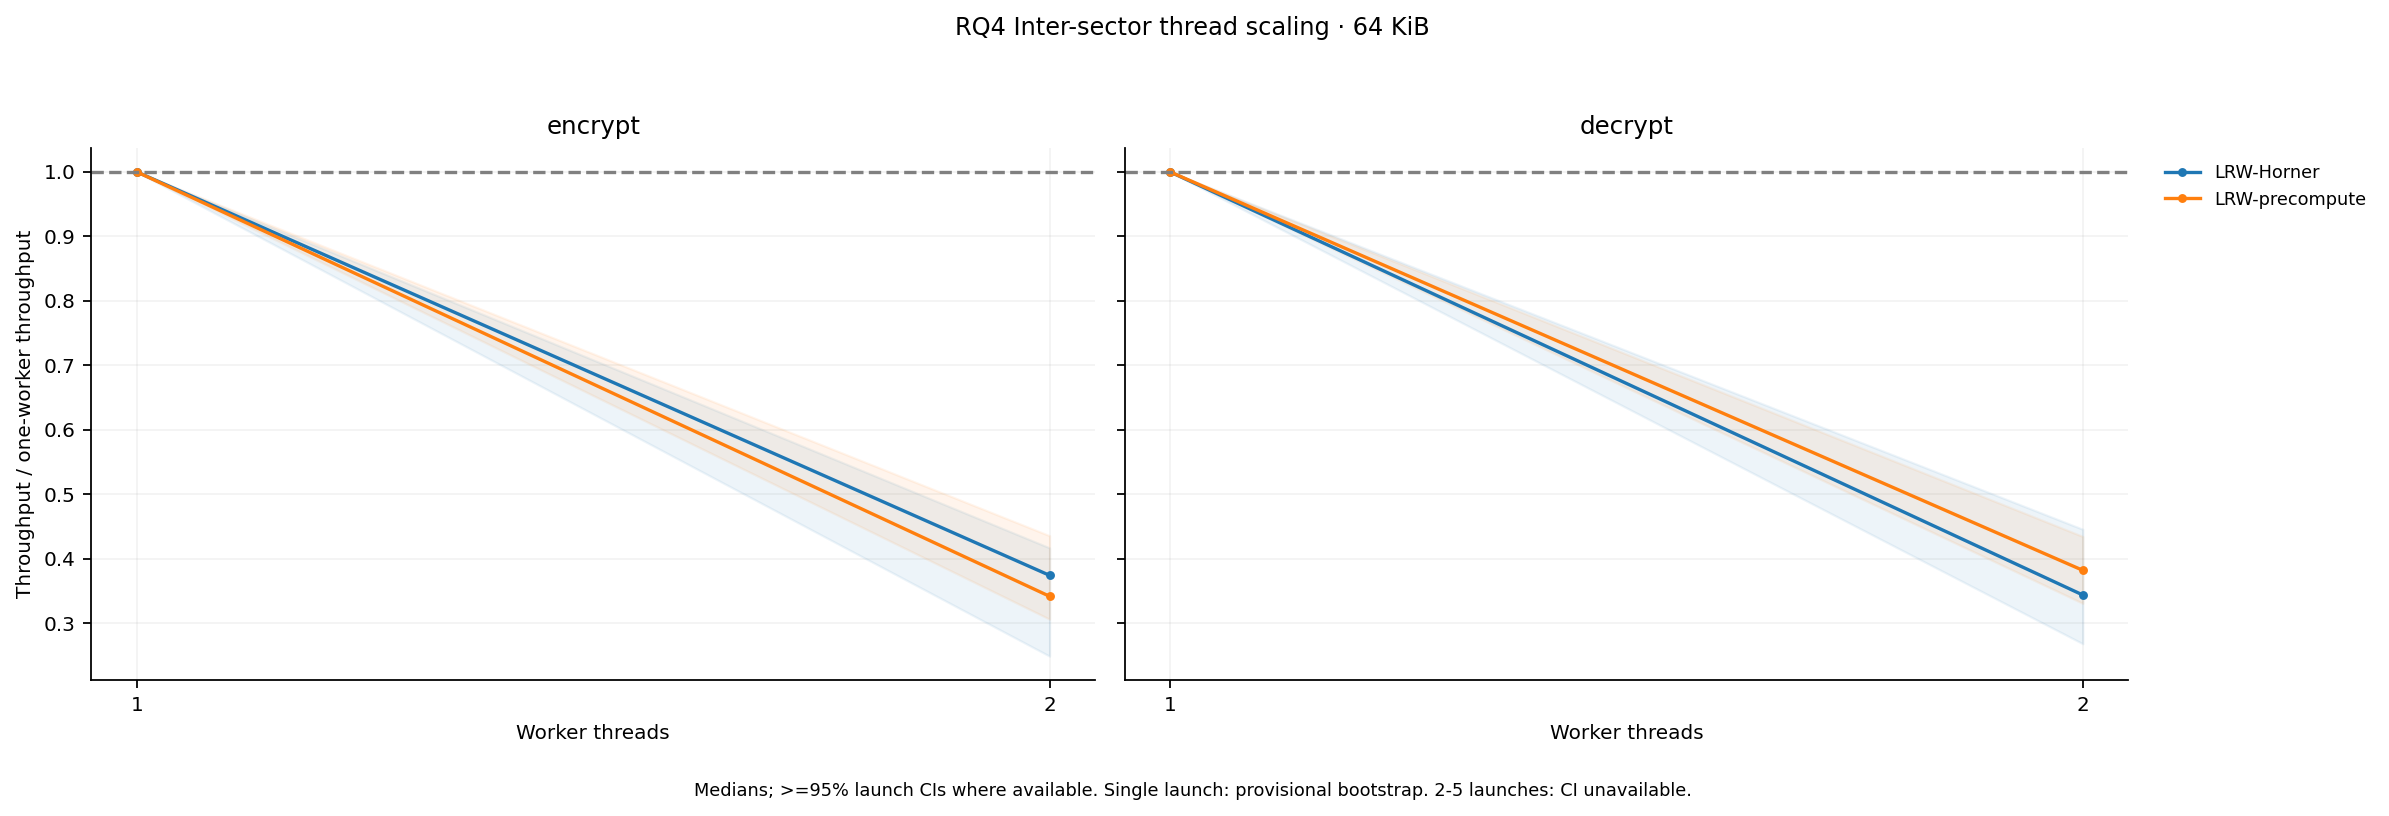 RQ4 Inter-sector thread scaling · 64 KiB
encrypt
decrypt
Throughput / one-worker throughput
1.0
0.9
0.8
0.7
0.6
0.5
0.4
0.3
1
2
Worker threads
1
2
Worker threads
LRW-Horner
LRW-precompute
Medians; >=95% launch CIs where available. Single launch: provisional bootstrap. 2-5 launches: CI unavailable.